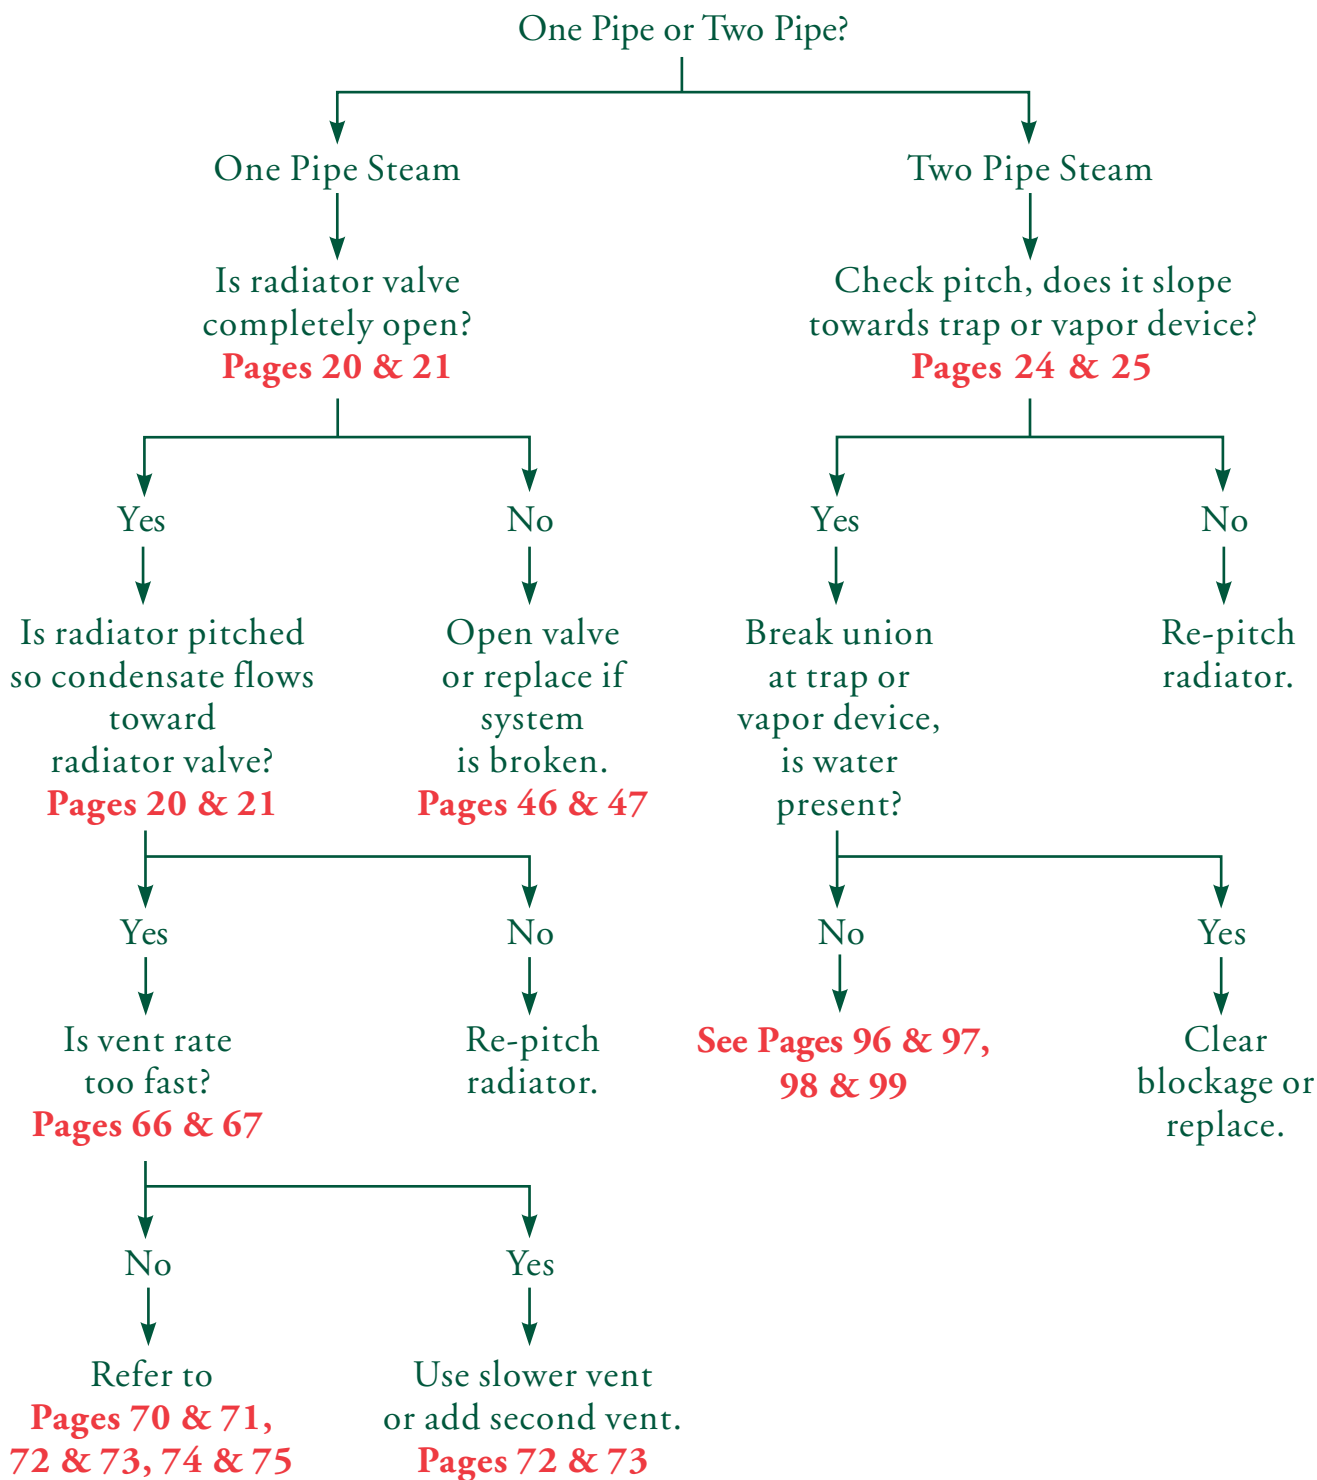 One Pipe or Two Pipe?
One Pipe Steam
Two Pipe Steam
Is radiator valve
completely open?
Pages 20 & 21
Check pitch, does it slope
towards trap or vapor device?
Pages 24 & 25
Yes
No
Yes
No
Is radiator pitched
so condensate flows
toward
radiator valve?
Pages 20 & 21
Open valve
or replace if
system
is broken.
Pages 46 & 47
Break union
at trap or
vapor device,
is water
present?
Re-pitch
radiator.
Yes
No
No
Yes
Is vent rate
too fast?
Pages 66 & 67
Re-pitch
radiator.
See Pages 96 & 97,
98 & 99
Clear
blockage or
replace.
No
Yes
Refer to
Pages 70 & 71,
72 & 73, 74 & 75
Use slower vent
or add second vent.
Pages 72 & 73